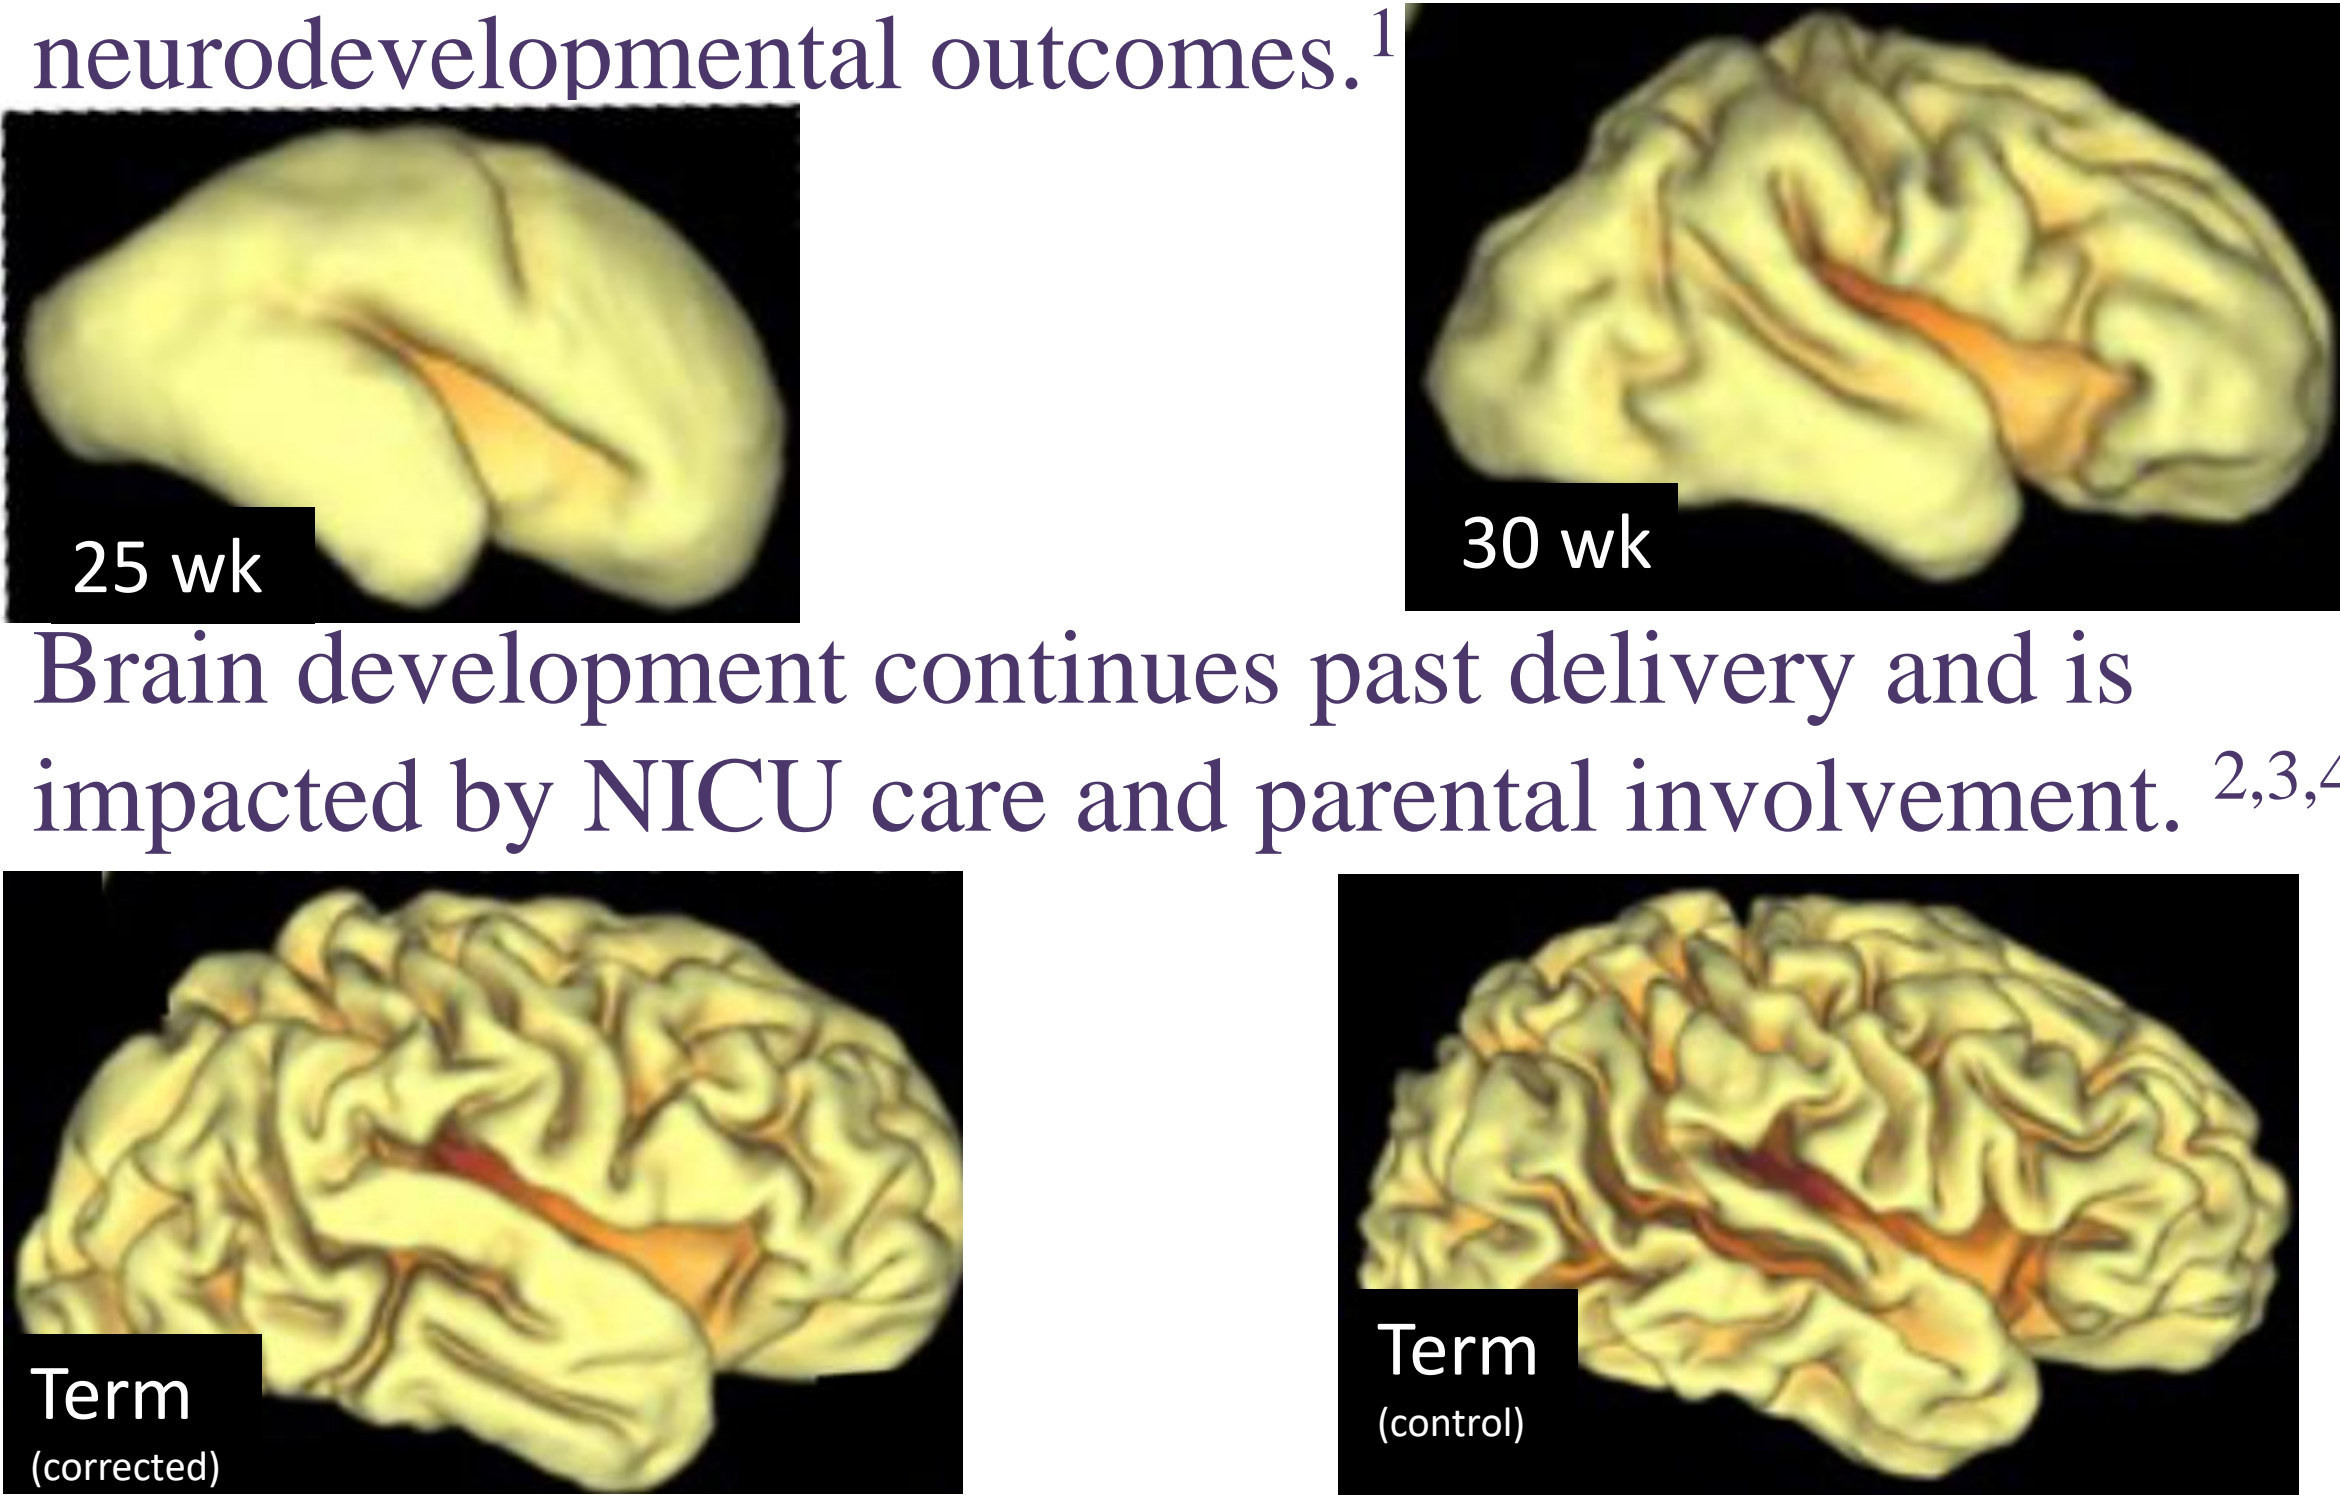 neurodevelopmental outcomes.1
25 wk
30 wk
Brain development continues past delivery and is
impacted by NICU care and parental involvement. 2,3,4
Term
(corrected)
Term
(control)